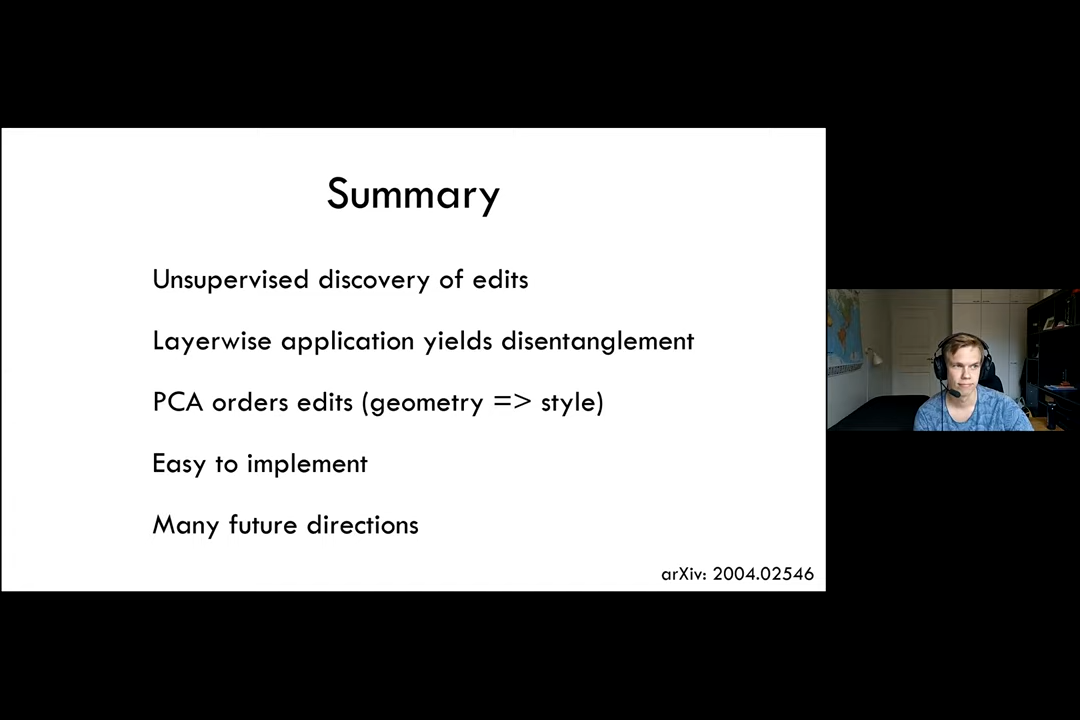 Summary
Unsupervised discovery of edits
Layerwise application yields disentanglement
PCA orders edits (geometry => style)
Easy to implement
Many future directions
arXiv: 2004.02546